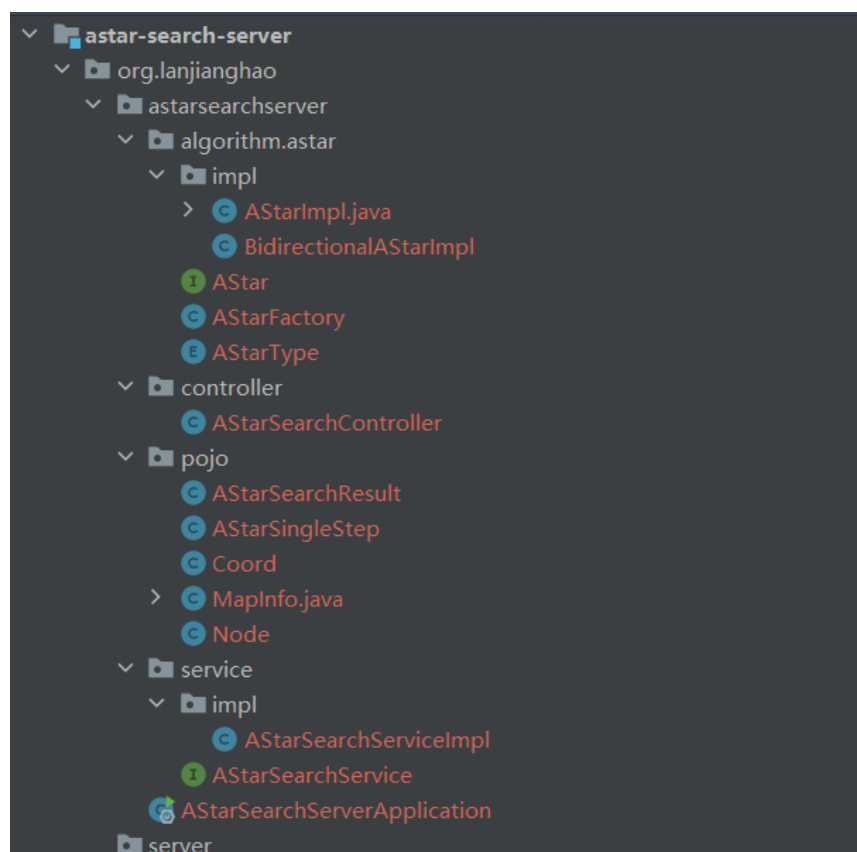 astar-search-server
org.lanjianghao
astarsearchserver
algorithm.astar
impl
C AStarImpl.java
C BidirectionalAStarImpl
I AStar
C AStarFactory
E AStarType
controller
C AStarSearchController
pojo
C AStarSearchResult
C AStarSingleStep
C Coord
C MapInfo.java
C Node
service
impl
C AStarSearchServiceImpl
I AStarSearchService
AStarSearchServerApplication
server